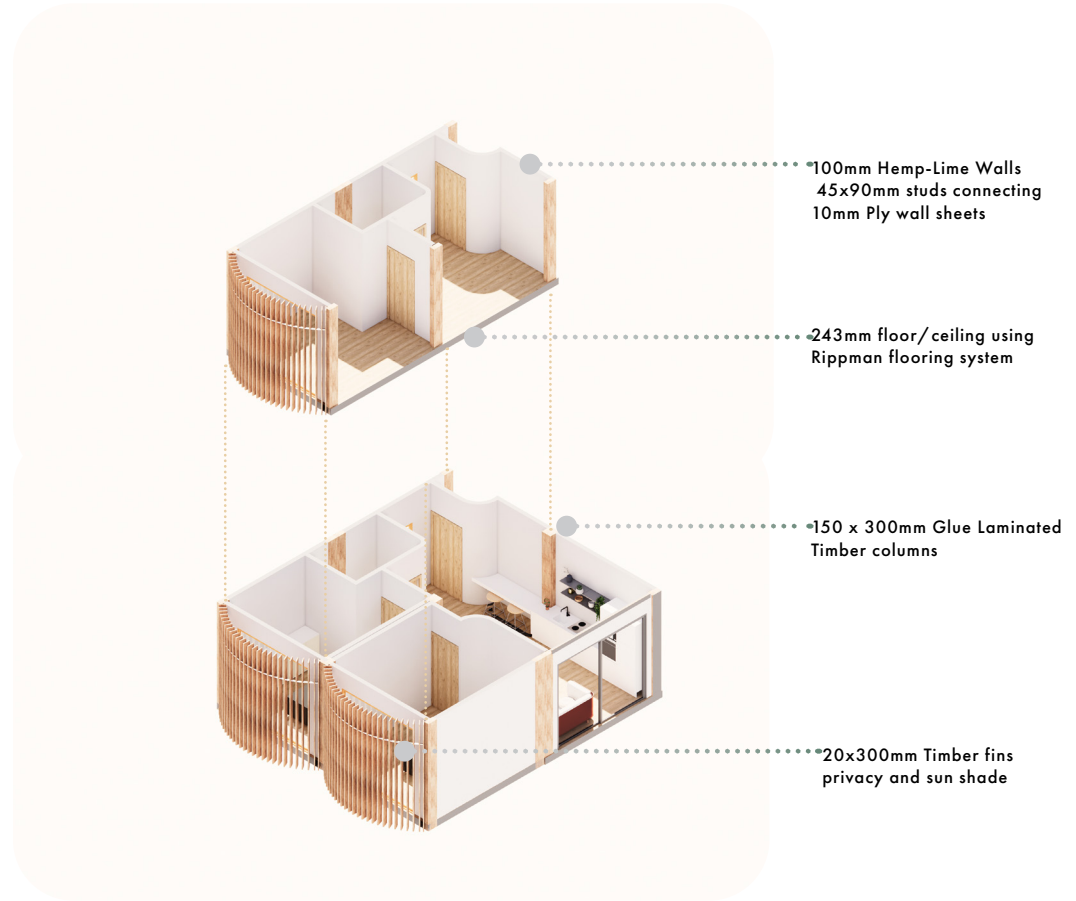 100mm Hemp-Lime Walls
45x90mm studs connecting
10mm Ply wall sheets
243mm floor/ceiling using
Rippman flooring system
150 x 300mm Glue Laminated
Timber columns
20x300mm Timber fins
privacy and sun shade